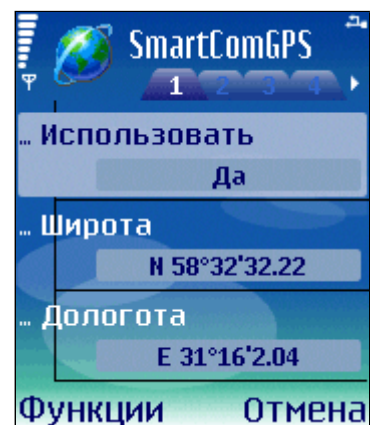 SmartComGPS
1 2 3 4
... Использовать
Да
... Широта
N 58°32'32.22
... Дологота
E 31°16'2.04
Функции Отмена